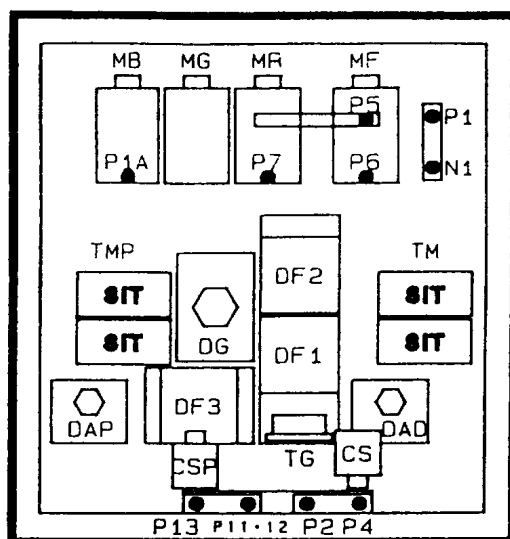 MB MG MR MF
P5
P1
P1A P7 P6
N1
TMP TM
SIT DF2 SIT
SIT DG DF1 SIT
DAP DF3 DAD
CSP TG CS
P13 P11·12 P2 P4